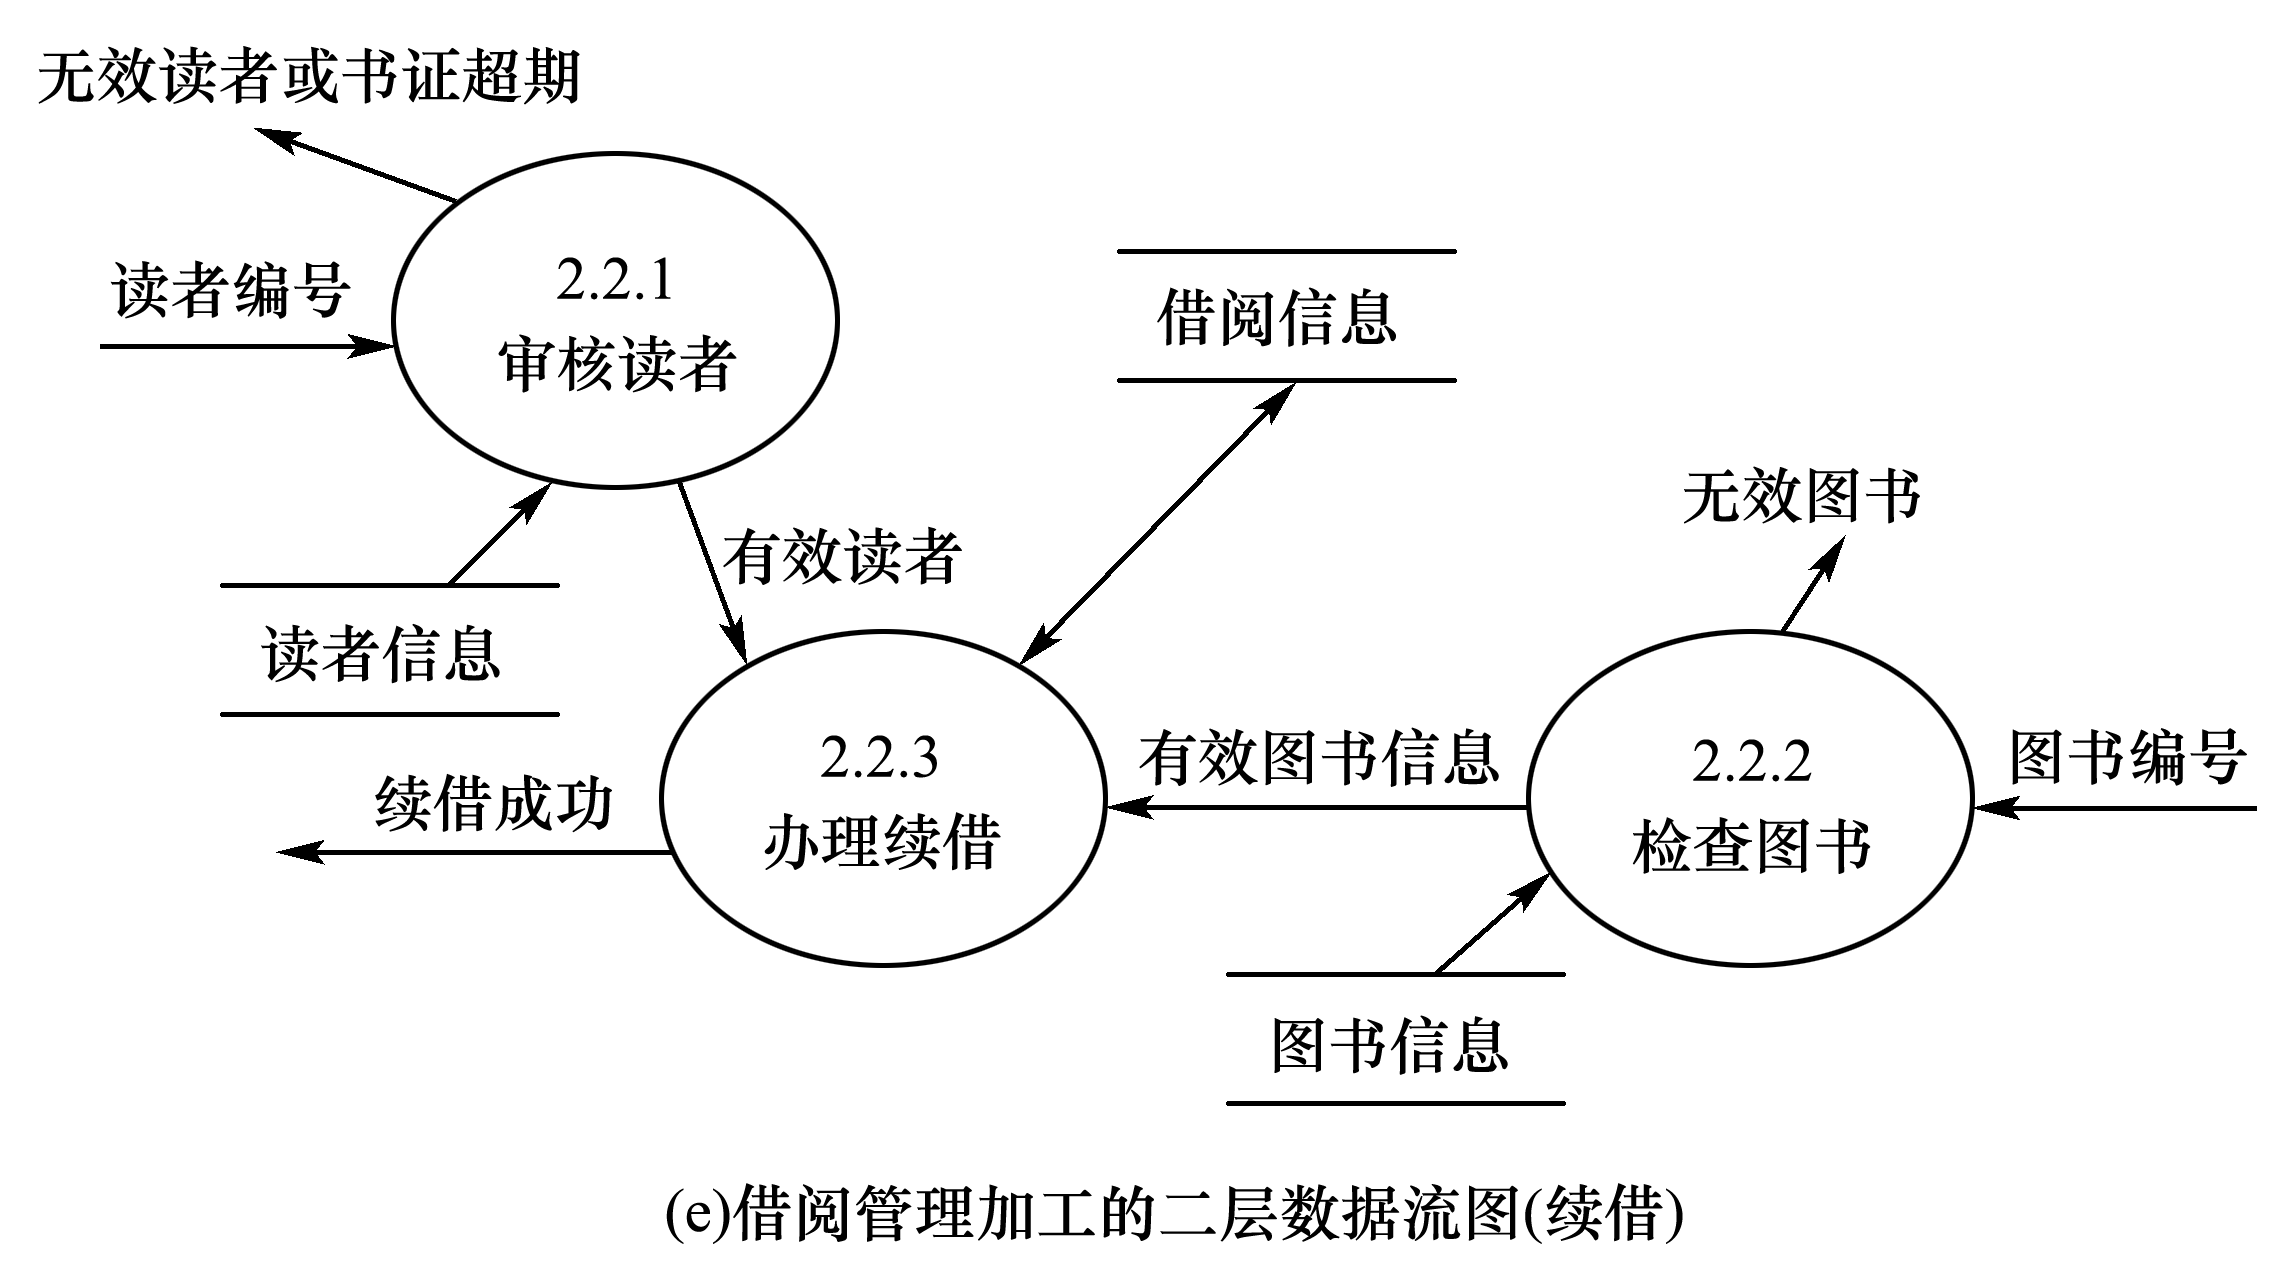 无效读者或书证超期
读者编号
2.2.1
审核读者
借阅信息
无效图书
有效读者
读者信息
2.2.3
办理续借
有效图书信息
2.2.2
检查图书
图书编号
续借成功
图书信息
(e)借阅管理加工的二层数据流图(续借)